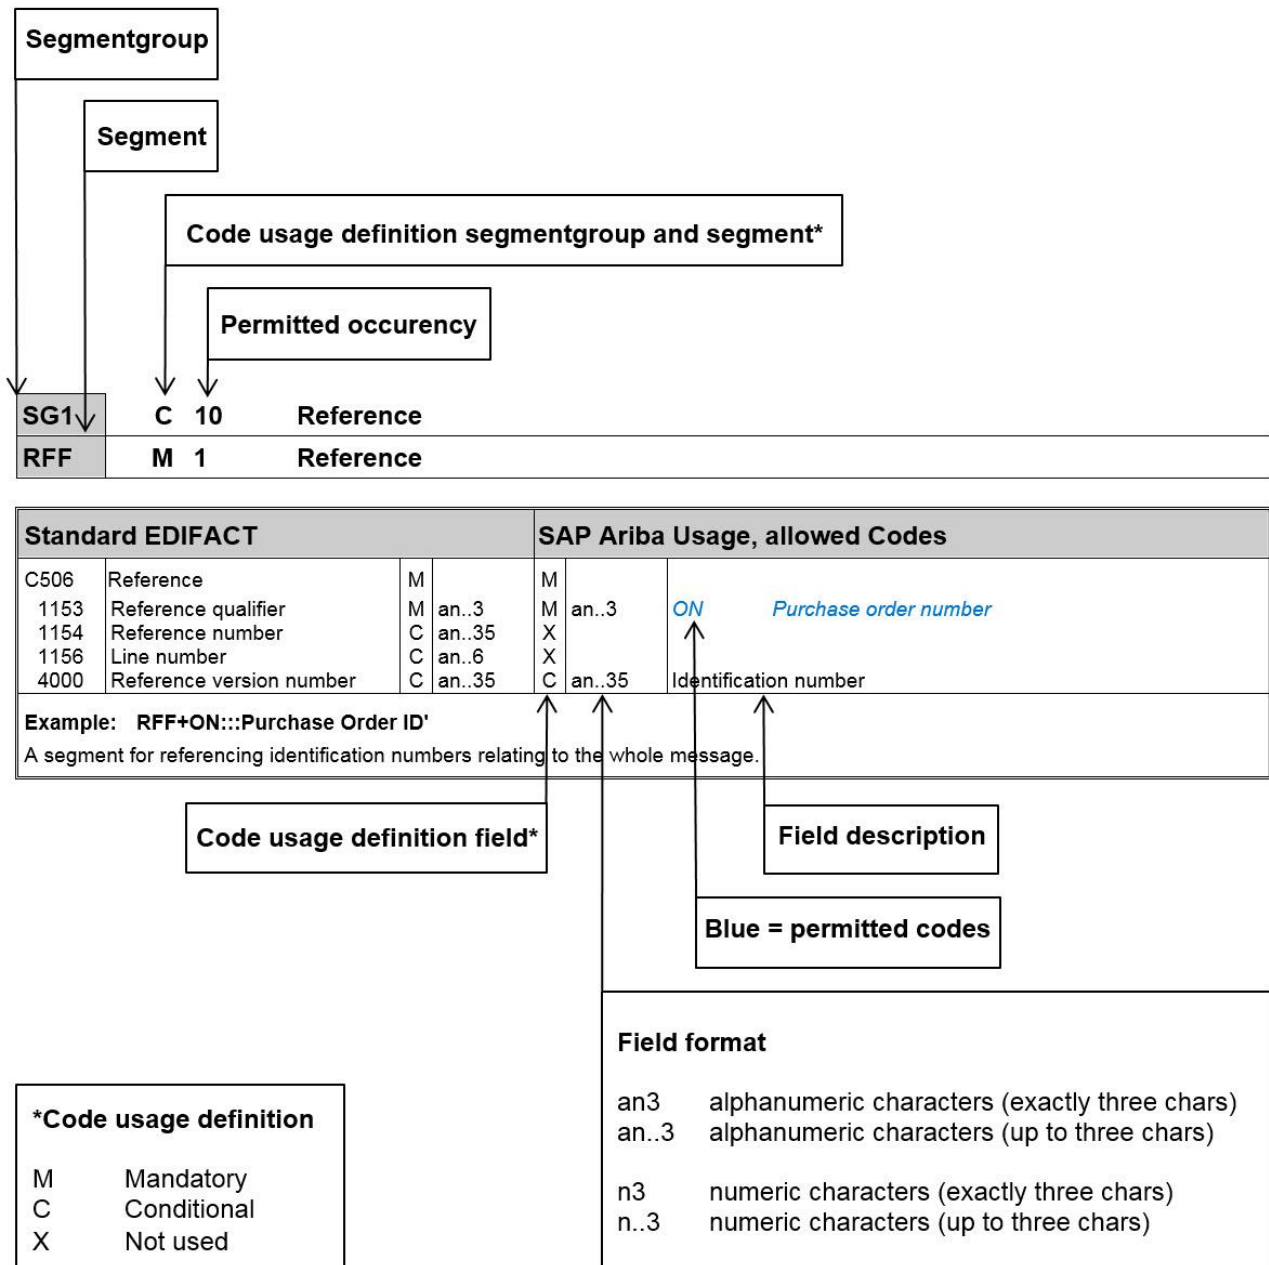 Segmentgroup
Segment
Code usage definition segmentgroup and segment*
Permitted occurency
SG1 C 10 Reference
RFF M 1 Reference
Standard EDIFACT SAP Ariba Usage, allowed Codes
C506 Reference M M
1153 Reference qualifier M an..3 M an..3 ON Purchase order number
1154 Reference number C an..35 X
1156 Line number C an..6 X
4000 Reference version number C an..35 C an..35 Identification number
Example: RFF+ON:::Purchase Order ID'
A segment for referencing identification numbers relating to the whole message.
Code usage definition field*
Field description
Blue = permitted codes
Field format
an3 alphanumeric characters (exactly three chars)
an..3 alphanumeric characters (up to three chars)
n3 numeric characters (exactly three chars)
n..3 numeric characters (up to three chars)
*Code usage definition
M Mandatory
C Conditional
X Not used